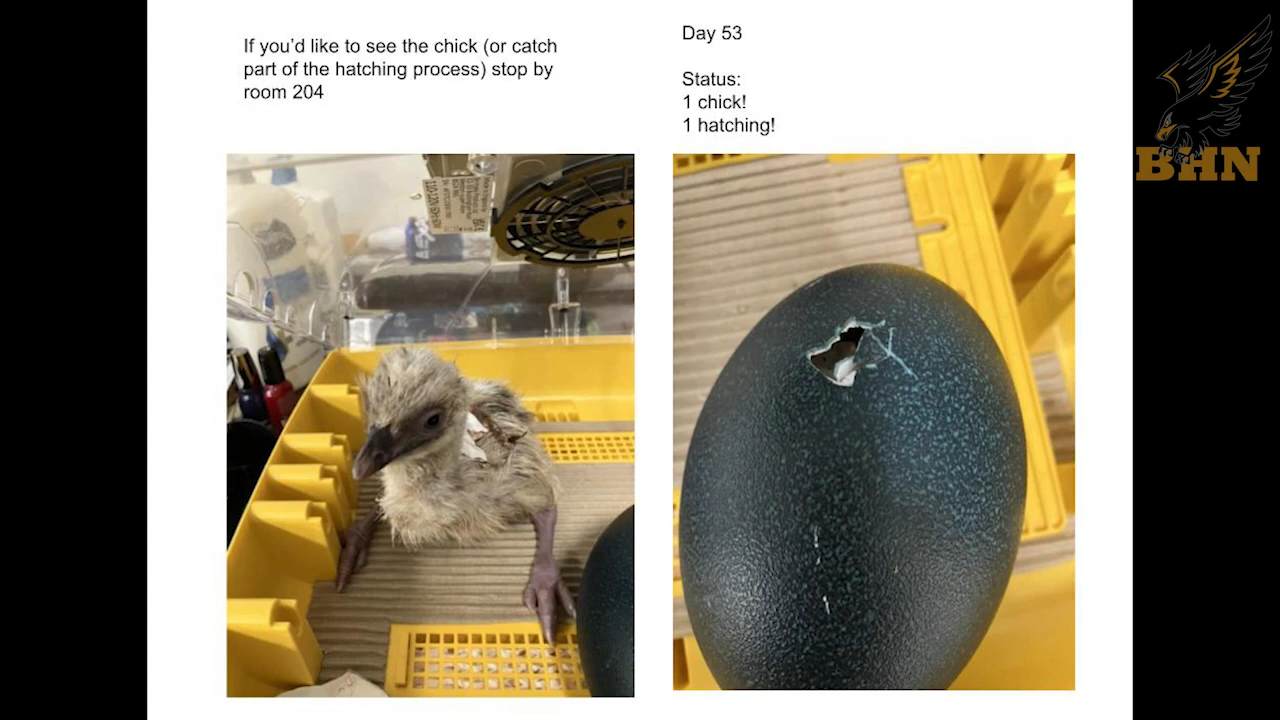 If you'd like to see the chick (or catch
part of the hatching process) stop by
room 204
Day 53
Status:
1 chick!
1 hatching!
BHN